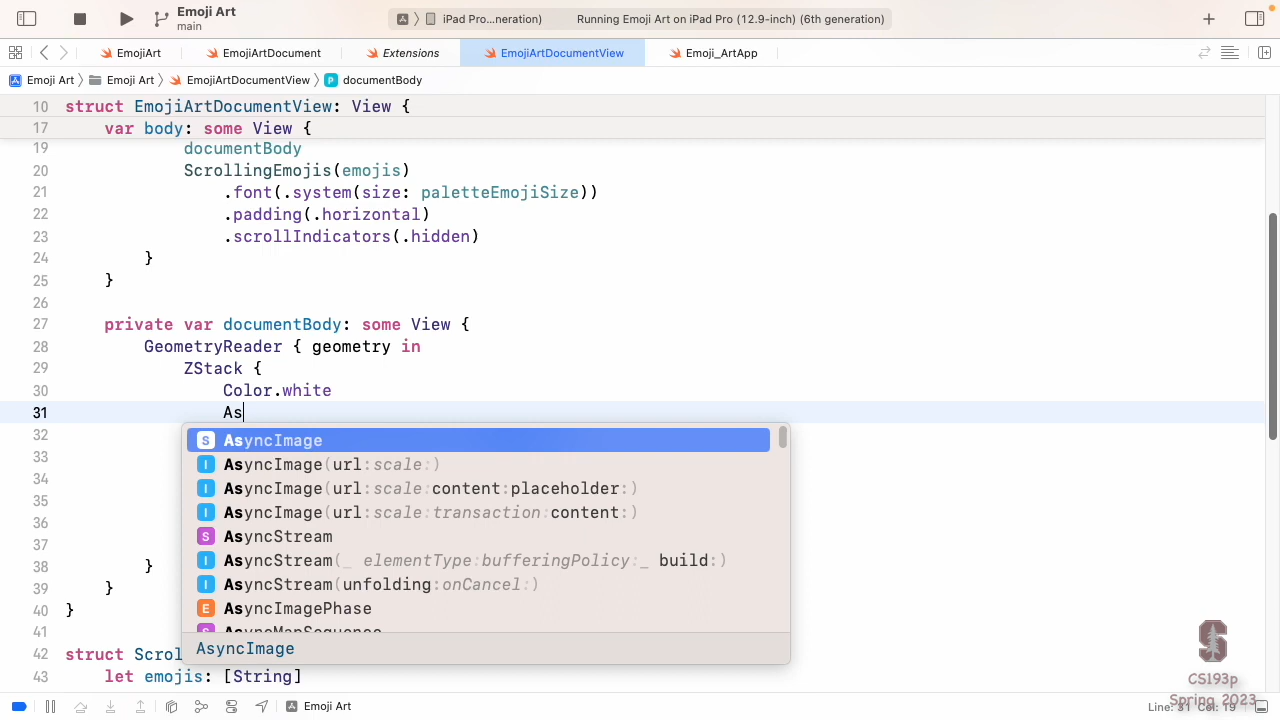 Emoji Art
main
iPad Pro...neration)
Running Emoji Art on iPad Pro (12.9-inch) (6th generation)
EmojiArt
EmojiArtDocument
Extensions
EmojiArtDocumentView
Emoji_ArtApp
Emoji Art
Emoji Art
EmojiArtDocumentView
P documentBody
10 struct EmojiArtDocumentView: View {
17 var body: some View {
19 documentBody
20 ScrollingEmojis(emojis)
21 .font(.system(size: paletteEmojiSize))
22 .padding(.horizontal)
23 .scrollIndicators(.hidden)
24 }
25 }
26
27 private var documentBody: some View {
28 GeometryReader { geometry in
29 ZStack {
30 Color.white
31 As
32
33
34
35
36
37
38 }
39 }
40 }
41
42 struct Scrol
43 let emojis: [String]
S AsyncImage
I AsyncImage(url:scale:)
I AsyncImage(url:scale:content:placeholder:)
I AsyncImage(url:scale:transaction:content:)
S AsyncStream
I AsyncStream(_ elementType:bufferingPolicy:_ build:)
I AsyncStream(unfolding:onCancel:)
E AsyncImagePhase
S AsyncMapSequence
AsyncImage
CS193p
Spring 2023
Emoji Art
Line: 31 Col: 19